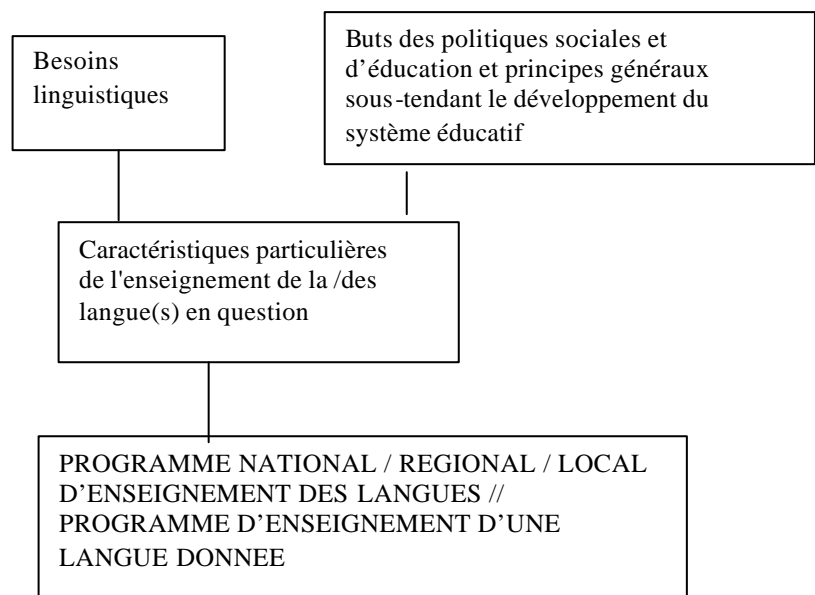 Besoins
linguistiques
Buts des politiques sociales et
d’éducation et principes généraux
sous-tendant le développement du
système éducatif
Caractéristiques particulières
de l'enseignement de la /des
langue(s) en question
PROGRAMME NATIONAL / REGIONAL / LOCAL
D’ENSEIGNEMENT DES LANGUES //
PROGRAMME D’ENSEIGNEMENT D’UNE
LANGUE DONNEE